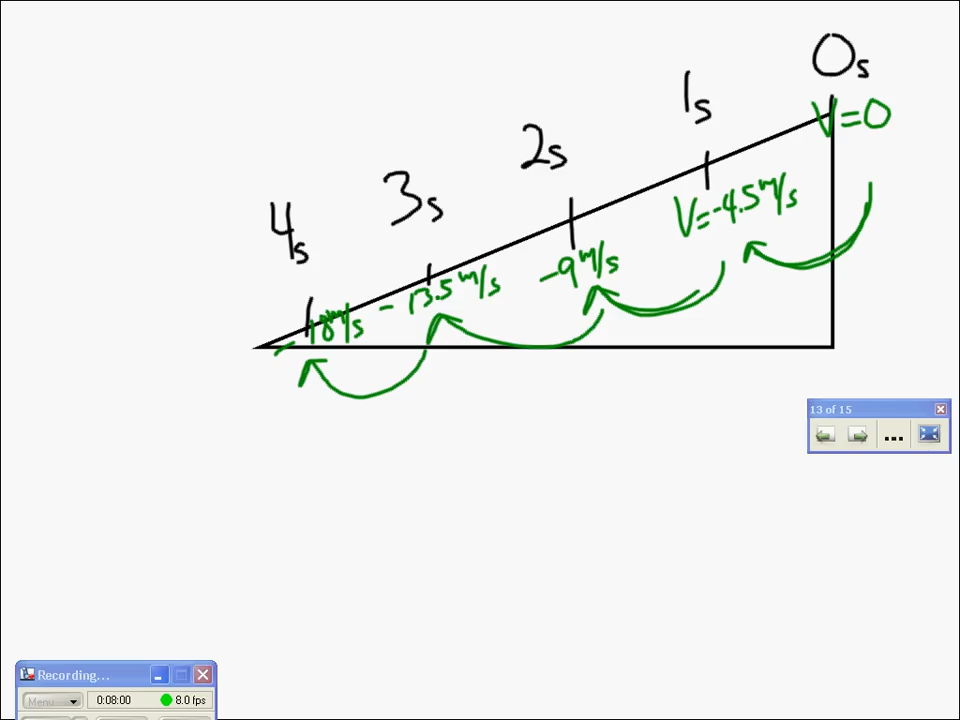 0s
V=0
1s
V=-4.5m/s
2s
-9m/s
3s
-13.5m/s
4s
-18m/s
13 of 15
...
Recording...
Menu
0:08:00
8.0 fps